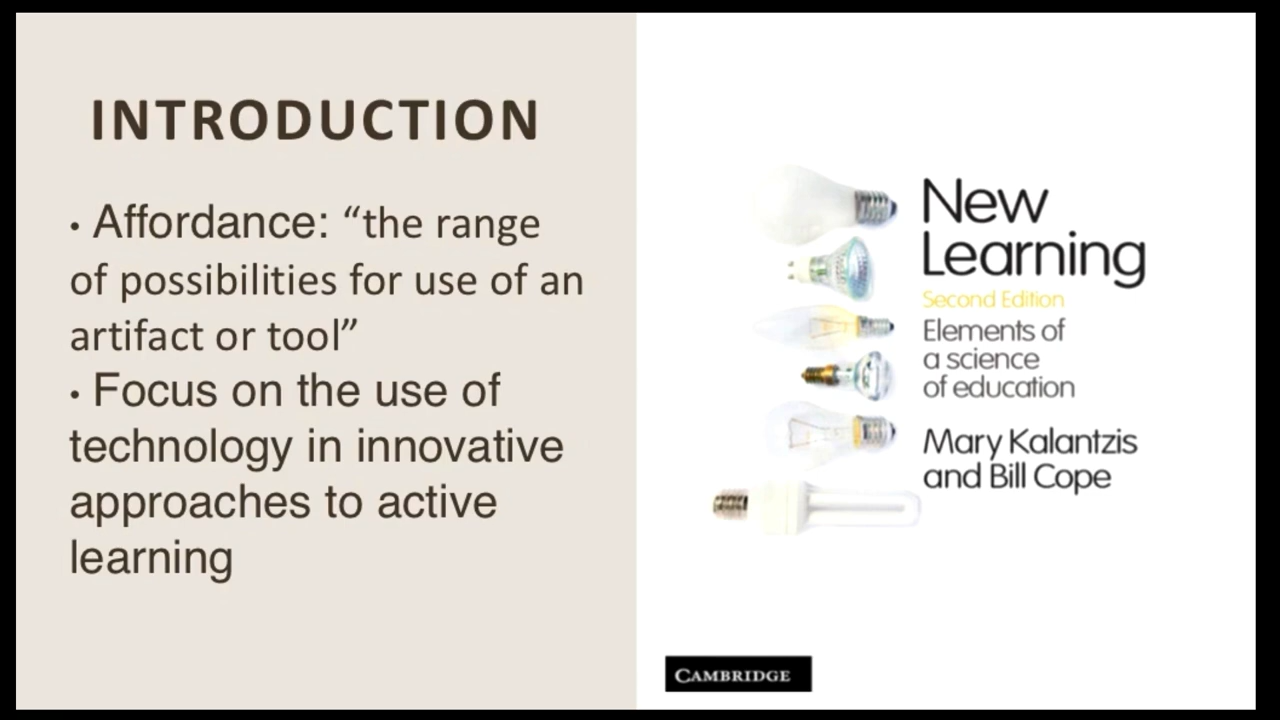 INTRODUCTION
• Affordance: “the range
of possibilities for use of an
artifact or tool”
• Focus on the use of
technology in innovative
approaches to active
learning
New
Learning
Second Edition
Elements of
a science
of education
Mary Kalantzis
and Bill Cope
CAMBRIDGE